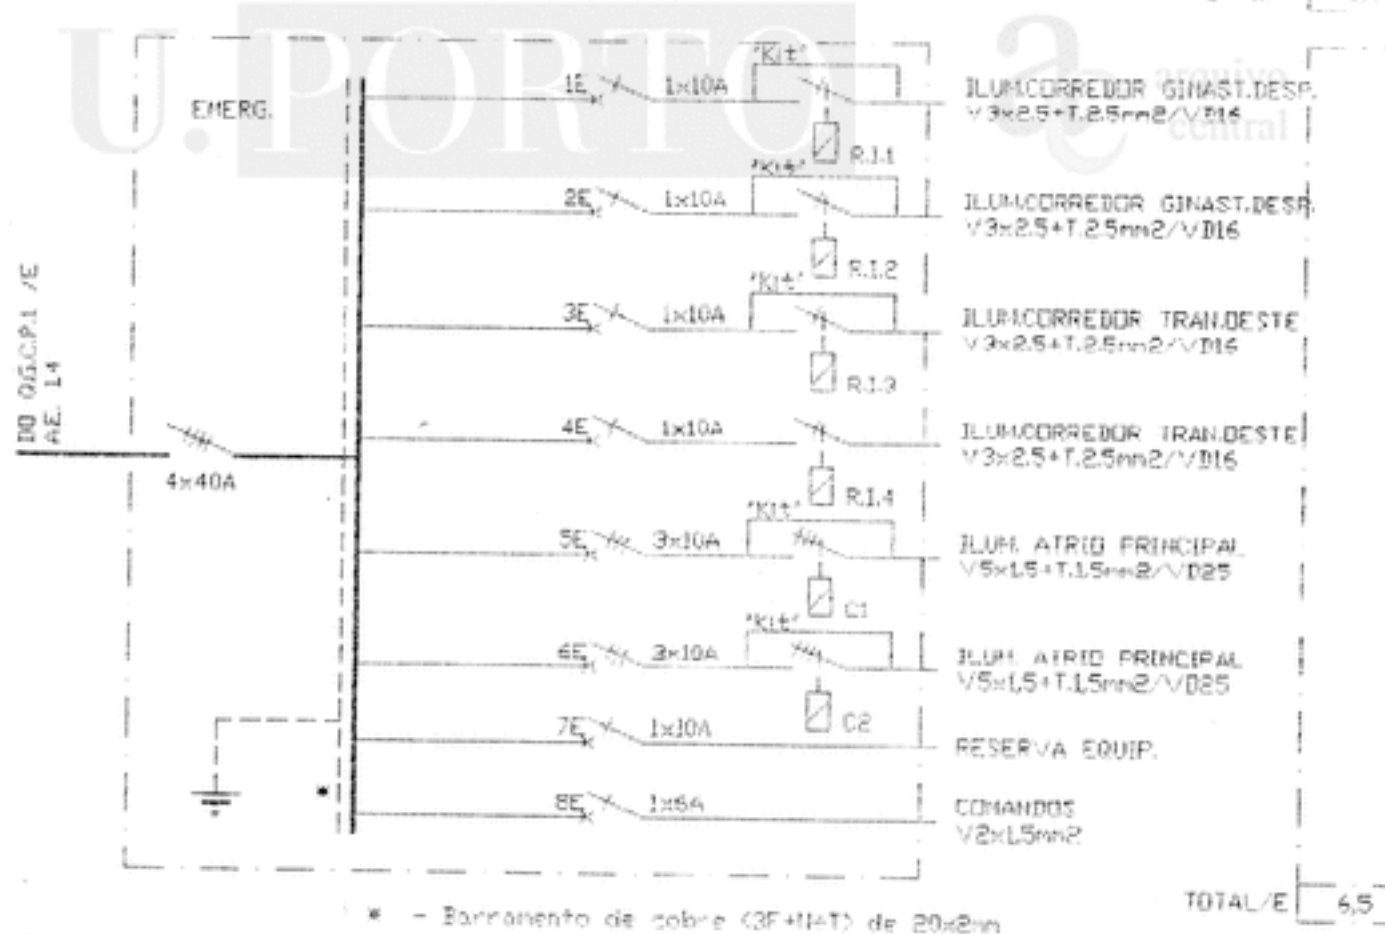 U. PORTO
arquivo
central
EMERG.
DO Q.G.C.P.1 /E
AE. 14
4x40A
1E 1x10A "Kit" R.I.1
ILUM.CORREDOR GINAST.DESP.
V3x2.5+T.2.5mm2/VD16
2E 1x10A "Kit" R.I.2
ILUM.CORREDOR GINAST.DESP.
V3x2.5+T.2.5mm2/VD16
3E 1x10A "Kit" R.I.3
ILUM.CORREDOR TRAN.OESTE
V3x2.5+T.2.5mm2/VD16
4E 1x10A R.I.4
ILUM.CORREDOR TRAN.OESTE
V3x2.5+T.2.5mm2/VD16
5E 3x10A "Kit" C1
ILUM. ATRIO PRINCIPAL
V5x1.5+T.1.5mm2/VD25
6E 3x10A "Kit" C2
ILUM. ATRIO PRINCIPAL
V5x1.5+T.1.5mm2/VD25
7E 1x10A
RESERVA EQUIP.
8E 1x6A
COMANDOS
V2x1.5mm2
*
TOTAL/E 6,5
* - Barramento de cobre (3F+N+T) de 20x2mm